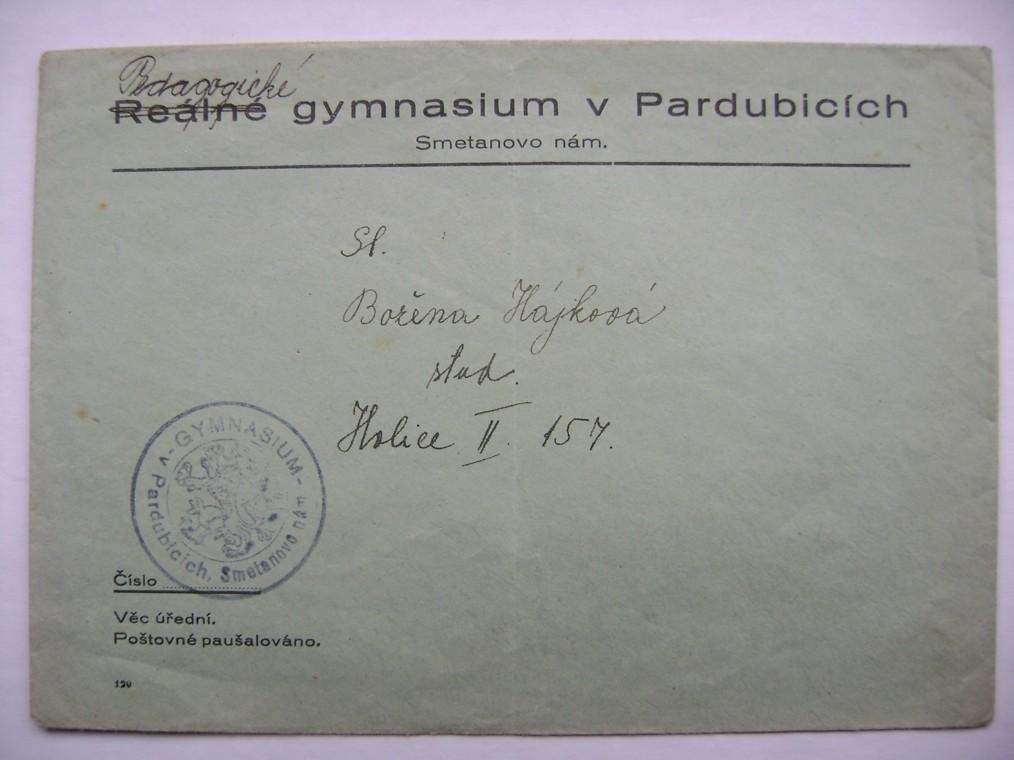 Pedagogické
Reálné gymnasium v Pardubicích
Smetanovo nám.
Sl.
Božena Hájková
stud.
Holice II. 157.
- GYMNASIUM -
v Pardubicích, Smetanovo nám
Číslo
Věc úřední.
Poštovné paušalováno.
120